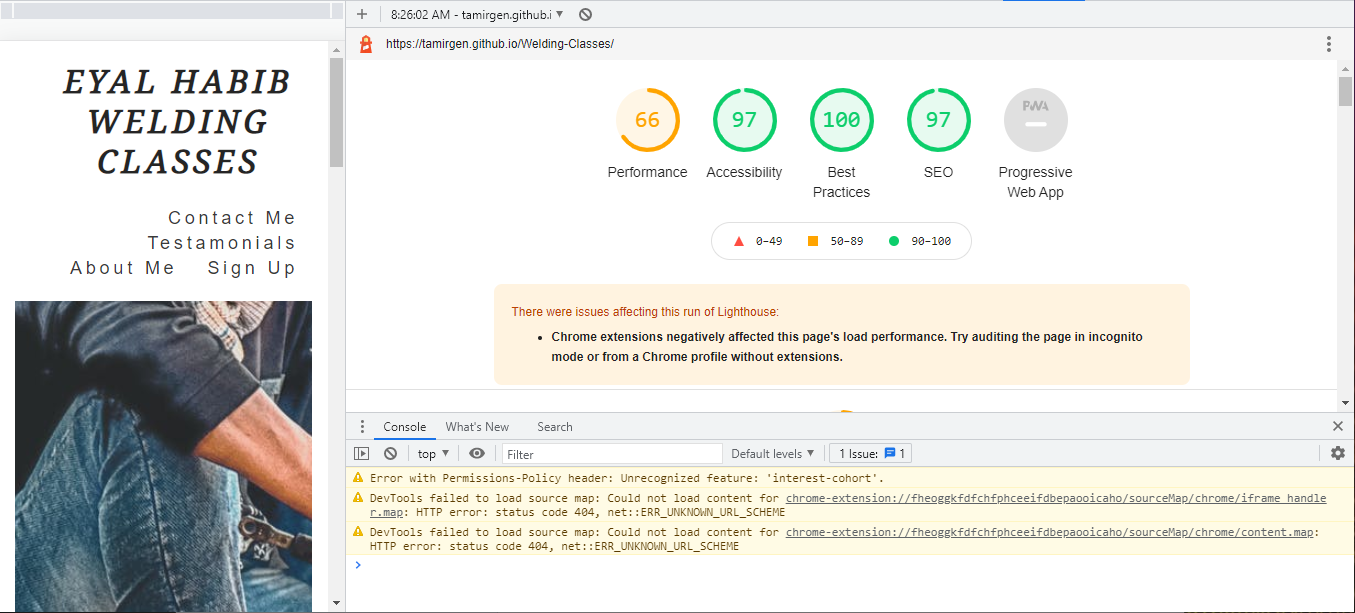 EYAL HABIB
WELDING
CLASSES
Contact Me
Testamonials
About Me Sign Up
8:26:02 AM - tamirgen.github.i
https://tamirgen.github.io/Welding-Classes/
66
97
100
97
PWA
Performance
Accessibility
Best
Practices
SEO
Progressive
Web App
0–49
50–89
90–100
There were issues affecting this run of Lighthouse:
• Chrome extensions negatively affected this page's load performance. Try auditing the page in incognito
mode or from a Chrome profile without extensions.
Console What's New Search
top Filter Default levels 1 Issue: 1
Error with Permissions-Policy header: Unrecognized feature: 'interest-cohort'.
DevTools failed to load source map: Could not load content for chrome-extension://fheoggkfdfchfphceeifdbepaooicaho/sourceMap/chrome/iframe_handle
r.map: HTTP error: status code 404, net::ERR_UNKNOWN_URL_SCHEME
DevTools failed to load source map: Could not load content for chrome-extension://fheoggkfdfchfphceeifdbepaooicaho/sourceMap/chrome/content.map:
HTTP error: status code 404, net::ERR_UNKNOWN_URL_SCHEME